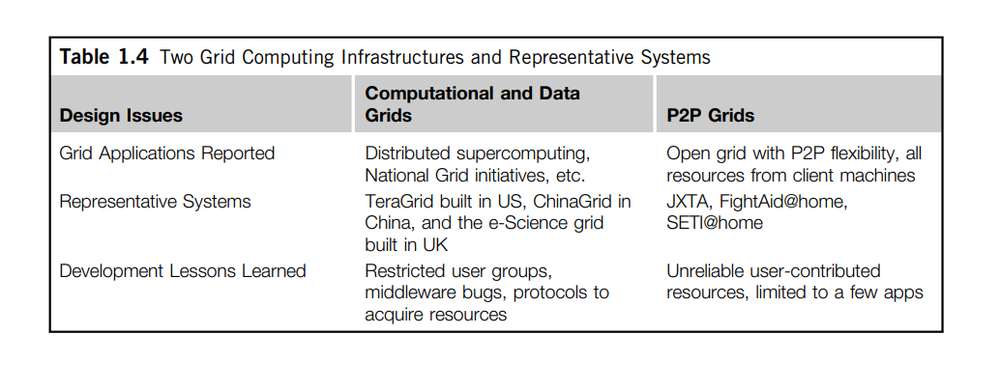 Table 1.4 Two Grid Computing Infrastructures and Representative Systems
Design Issues
Computational and Data
Grids
P2P Grids
Grid Applications Reported
Distributed supercomputing,
National Grid initiatives, etc.
Open grid with P2P flexibility, all
resources from client machines
Representative Systems
TeraGrid built in US, ChinaGrid in
China, and the e-Science grid
built in UK
JXTA, FightAid@home,
SETI@home
Development Lessons Learned
Restricted user groups,
middleware bugs, protocols to
acquire resources
Unreliable user-contributed
resources, limited to a few apps